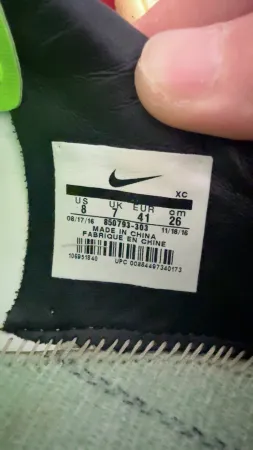 XC
US UK EUR cm
8 7 41 26
08/17/16 850793-303 11/18/16
MADE IN CHINA
FABRIQUE EN CHINE
105951840
UPC 00884497340173